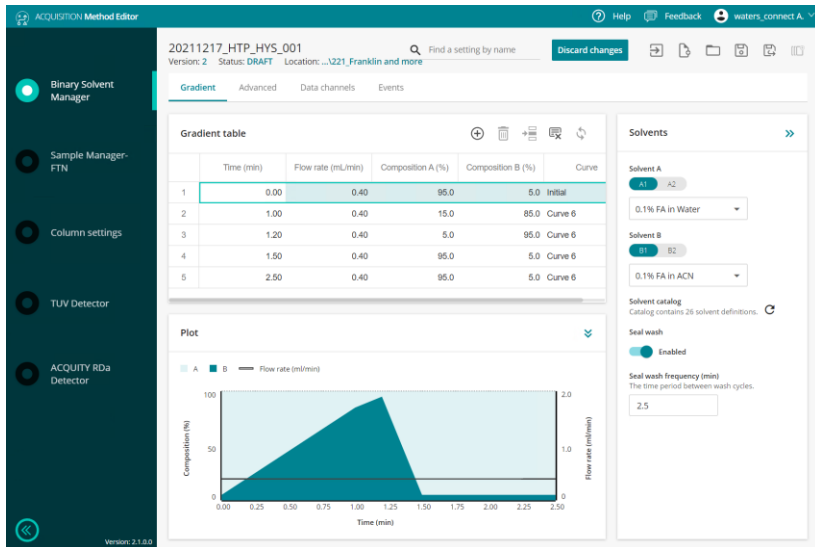 ACQUISITION Method Editor
Help Feedback waters_connect A.
20211217_HTP_HYS_001
Version: 2 Status: DRAFT Location: ...\221_Franklin and more
Find a setting by name
Discard changes
Binary Solvent
Manager
Sample Manager-
FTN
Column settings
TUV Detector
ACQUITY RDa
Detector
Version: 2.1.0.0
Gradient Advanced Data channels Events
Gradient table
Time (min) Flow rate (mL/min) Composition A (%) Composition B (%) Curve
1 0.00 0.40 95.0 5.0 Initial
2 1.00 0.40 15.0 85.0 Curve 6
3 1.20 0.40 5.0 95.0 Curve 6
4 1.50 0.40 95.0 5.0 Curve 6
5 2.50 0.40 95.0 5.0 Curve 6
Plot
A B Flow rate (ml/min)
Composition (%)
100
50
0
2.0
1.0
0
Flow rate (ml/min)
0.00 0.25 0.50 0.75 1.00 1.25 1.50 1.75 2.00 2.25 2.50
Time (min)
Solvents
Solvent A
A1 A2
0.1% FA in Water
Solvent B
B1 B2
0.1% FA in ACN
Solvent catalog
Catalog contains 26 solvent definitions.
Seal wash
Enabled
Seal wash frequency (min)
The time period between wash cycles.
2.5